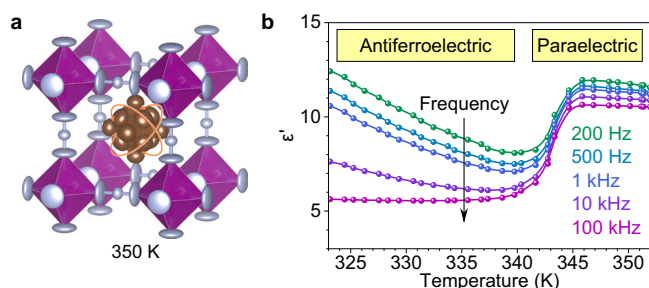 a
350 K
b
Antiferroelectric
Paraelectric
Frequency
200 Hz
500 Hz
1 kHz
10 kHz
100 kHz
ε'
15
10
5
325 330 335 340 345 350
Temperature (K)